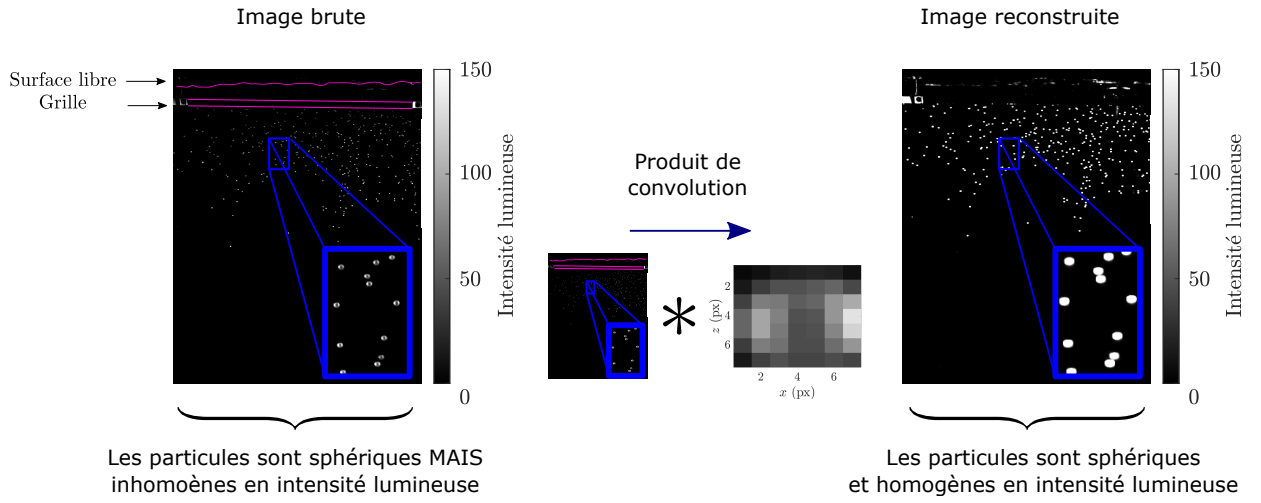 Image brute
Image reconstruite
Surface libre
Grille
150
100
50
0
Intensité lumineuse
Produit de
convolution
*
2
4
6
z (px)
2 4 6
x (px)
150
100
50
0
Intensité lumineuse
Les particules sont sphériques MAIS
inhomoènes en intensité lumineuse
Les particules sont sphériques
et homogènes en intensité lumineuse